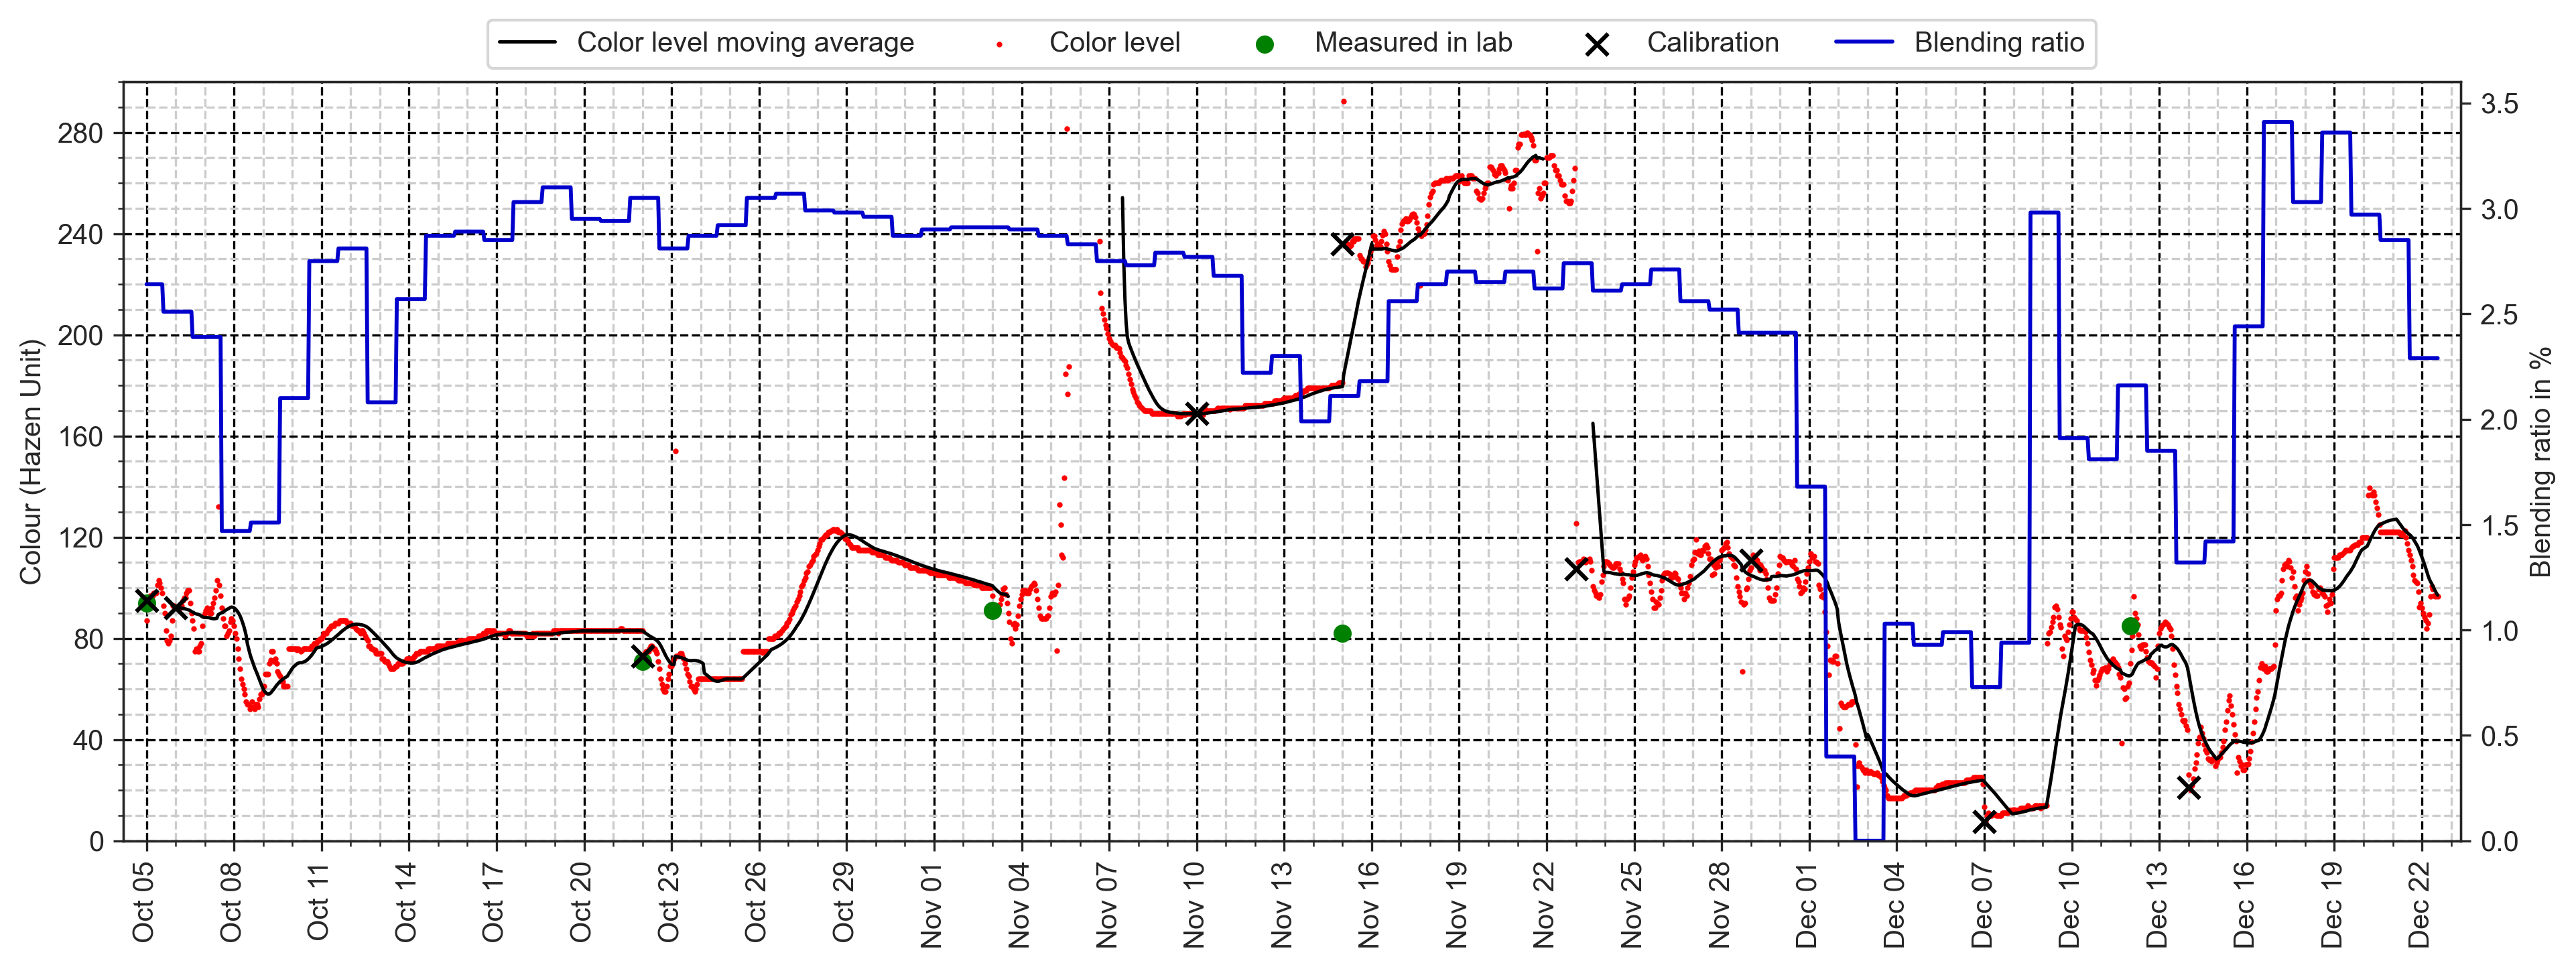 Color level moving average
Color level
Measured in lab
Calibration
Blending ratio
Colour (Hazen Unit)
280
240
200
160
120
80
40
0
3.5
3.0
2.5
2.0
1.5
1.0
0.5
0.0
Blending ratio in %
Oct 05
Oct 08
Oct 11
Oct 14
Oct 17
Oct 20
Oct 23
Oct 26
Oct 29
Nov 01
Nov 04
Nov 07
Nov 10
Nov 13
Nov 16
Nov 19
Nov 22
Nov 25
Nov 28
Dec 01
Dec 04
Dec 07
Dec 10
Dec 13
Dec 16
Dec 19
Dec 22